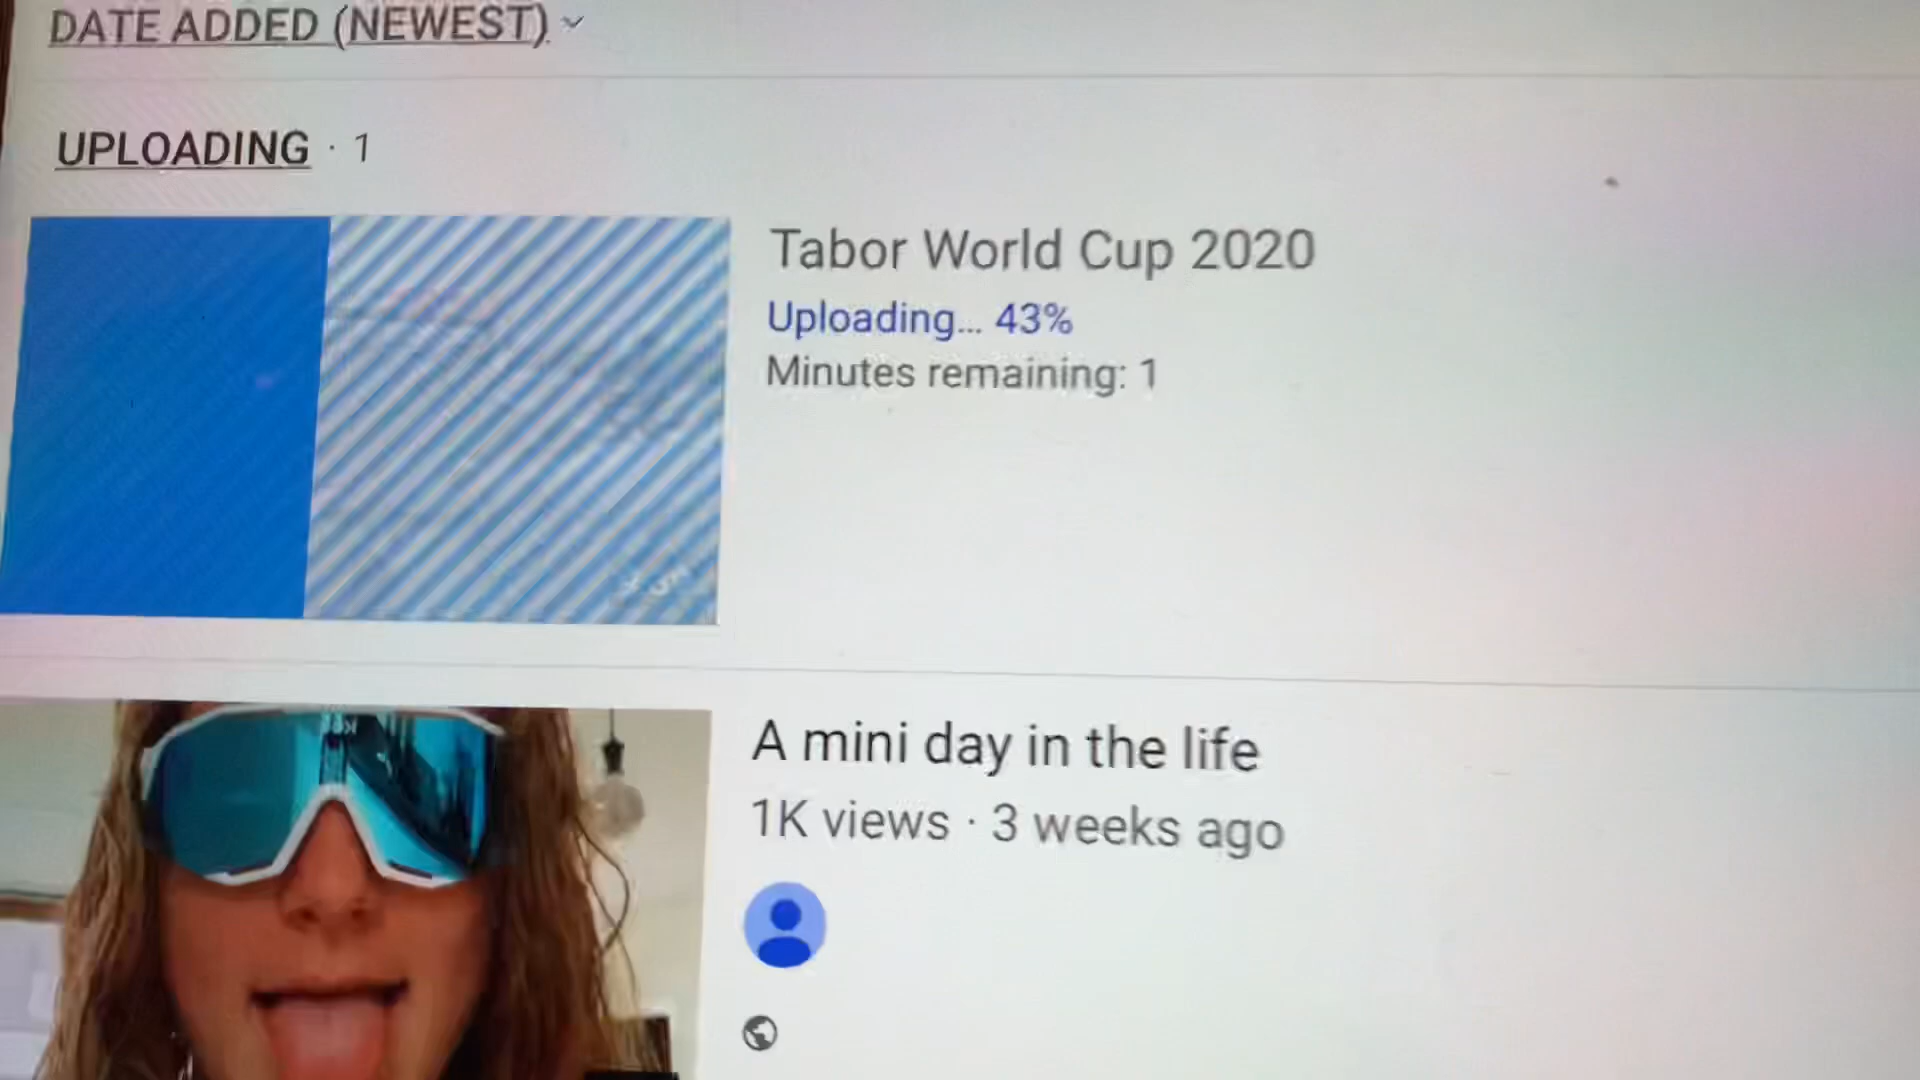 DATE ADDED (NEWEST)
UPLOADING · 1
Tabor World Cup 2020
Uploading... 43%
Minutes remaining: 1
A mini day in the life
1K views · 3 weeks ago